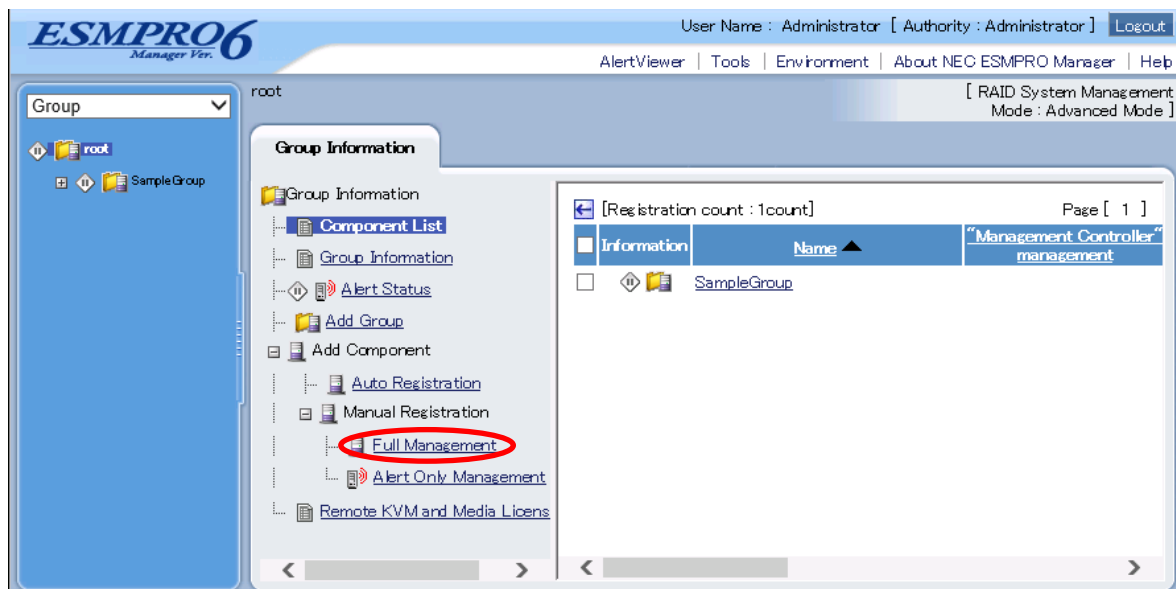 ESMPRO6
Manager Ver.
User Name : Administrator [ Authority : Administrator ] Logout
AlertViewer | Tools | Environment | About NEC ESMPRO Manager | Help
Group
root
[ RAID System Management
Mode : Advanced Mode ]
root
SampleGroup
Group Information
Group Information
Component List
Group Information
Alert Status
Add Group
Add Component
Auto Registration
Manual Registration
Full Management
Alert Only Management
Remote KVM and Media Licens
[Registration count : 1count]
Page [ 1 ]
Information
Name
"Management Controller"
management
SampleGroup